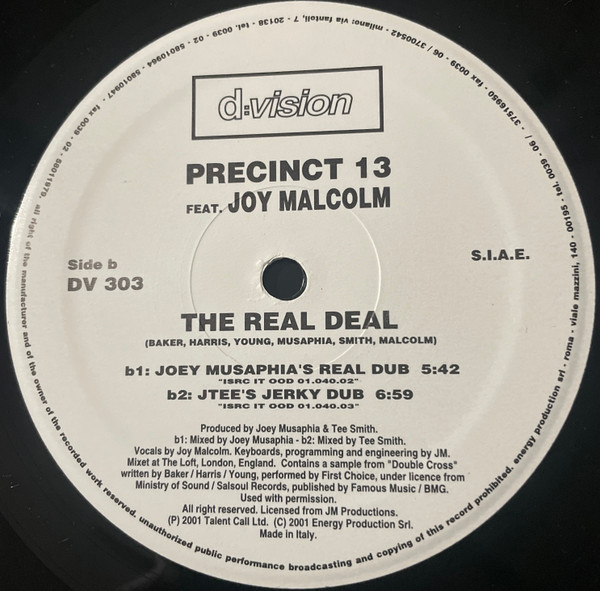 d:vision
PRECINCT 13
FEAT. JOY MALCOLM
Side b
DV 303
S.I.A.E.
THE REAL DEAL
(BAKER, HARRIS, YOUNG, MUSAPHIA, SMITH, MALCOLM)
b1: JOEY MUSAPHIA'S REAL DUB 5:42
"ISRC IT OOD 01.040.02"
b2: JTEE'S JERKY DUB 6:59
"ISRC IT OOD 01.040.03"
Produced by Joey Musaphia & Tee Smith.
b1: Mixed by Joey Musaphia - b2: Mixed by Tee Smith.
Vocals by Joy Malcolm. Keyboards, programming and engineering by JM.
Mixet at The Loft, London, England. Contains a sample from "Double Cross"
written by Baker / Harris / Young, performed by First Choice, under licence from
Ministry of Sound / Salsoul Records, published by Famous Music / BMG.
Used with permission.
All right reserved. Licensed from JM Productions.
(P) 2001 Talent Call Ltd. (C) 2001 Energy Production Srl.
Made in Italy.
all right of the manufacturer and of the owner of the recorded work reserved. unauthorized public performance broadcasting and copying of this record prohibited. energy production srl - roma - viale mazzini, 140 - 00195 - tel. 0039 - 06 / 37516950 - fax 0039 - 06 / 3700542 - milano: via fantoli, 7 - 20138 - tel. 0039 - 02 - 58010964 - 58010947 - fax 0039 - 02 - 58011979.